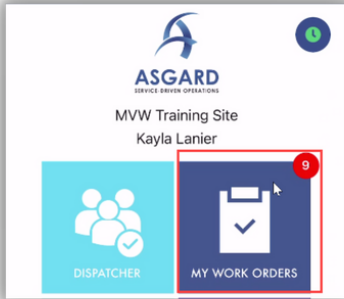 ASGARD
SERVICE-DRIVEN OPERATIONS
MVW Training Site
Kayla Lanier
9
DISPATCHER
MY WORK ORDERS